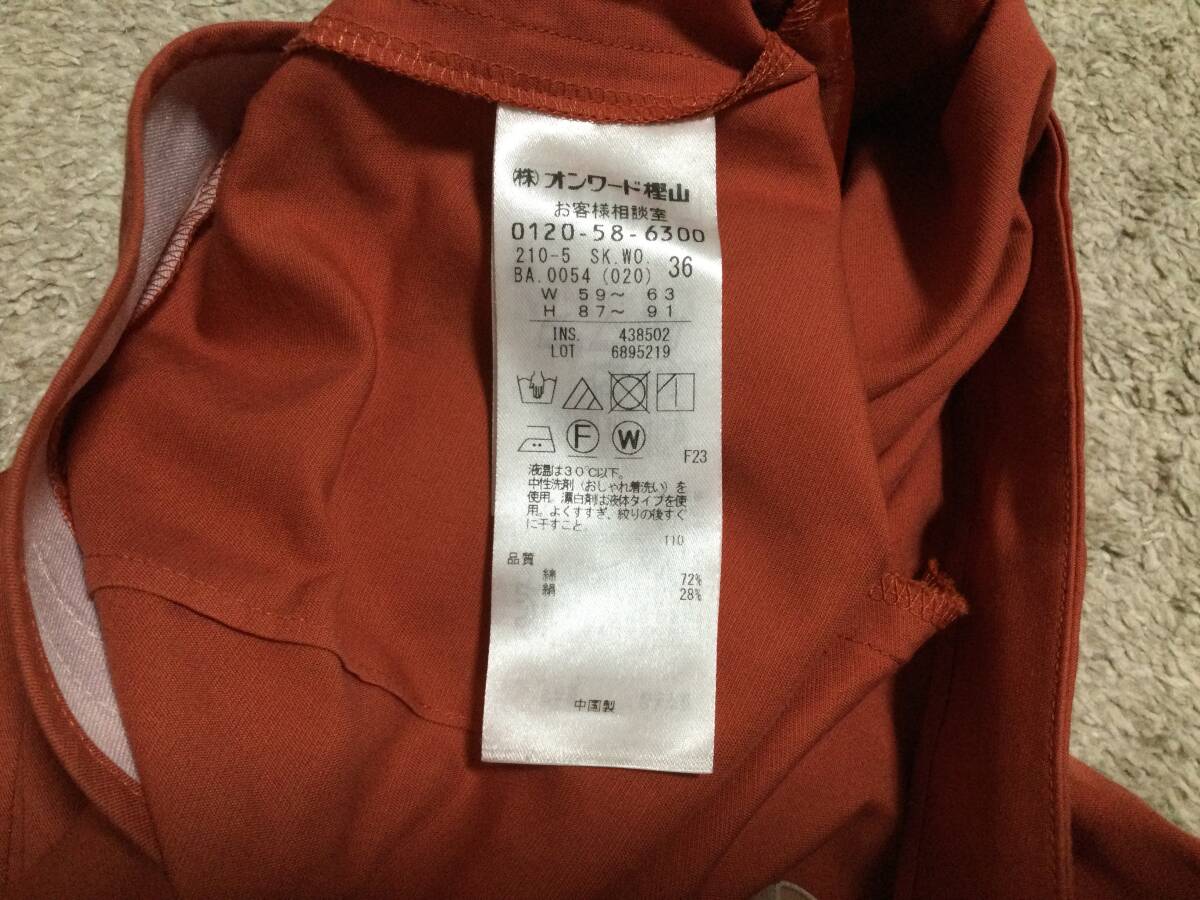 ㈱オンワード樫山
お客様相談室
0120-58-6300
210-5 SK.WO.
BA.0054(020) 36
W 59～ 63
H 87～ 91
INS. 438502
LOT 6895219
F W
F23
液温は30℃以下。
中性洗剤（おしゃれ着洗い）を
使用。漂白剤は液体タイプを使
用。よくすすぎ、絞りの後すぐ
に干すこと。
110
品質
綿 72%
絹 28%
中国製